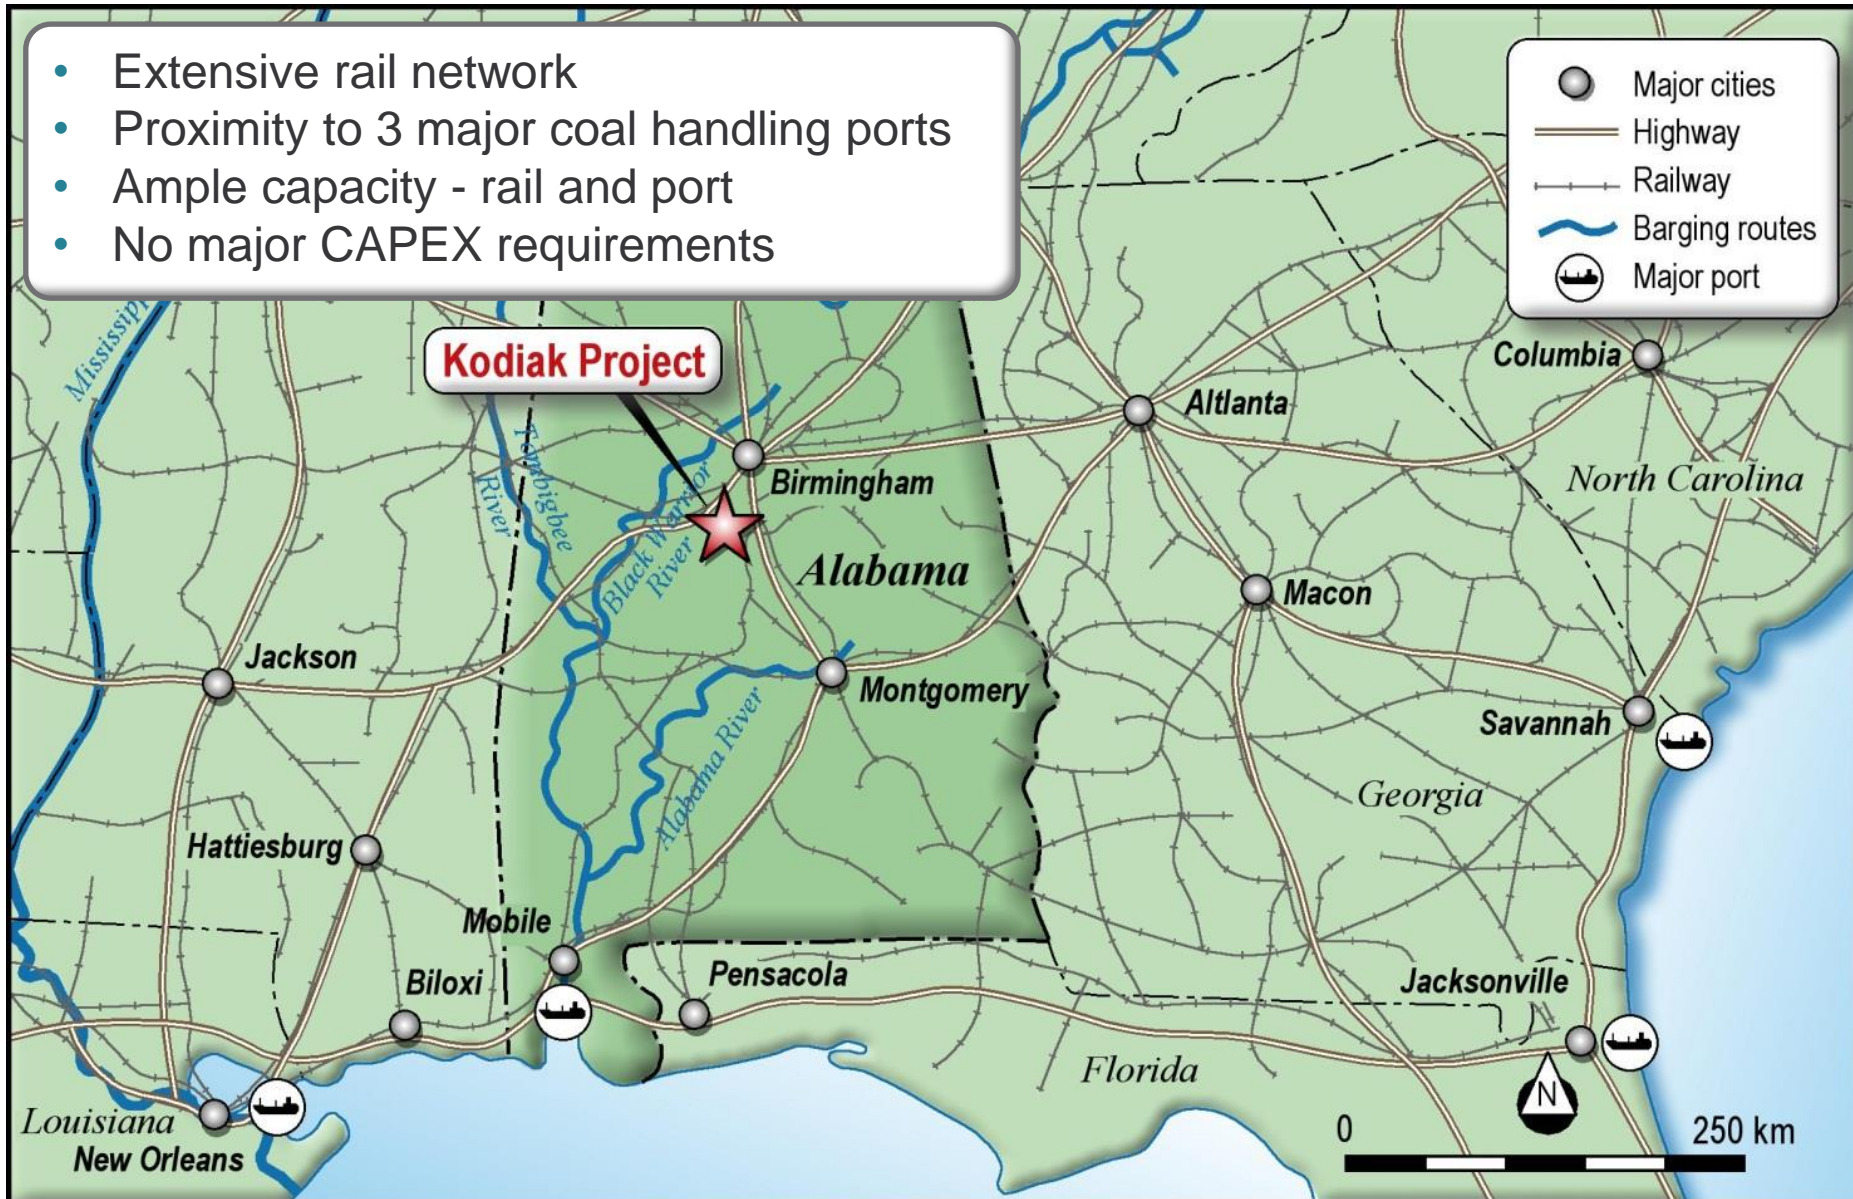 • Extensive rail network
• Proximity to 3 major coal handling ports
• Ample capacity - rail and port
• No major CAPEX requirements
Major cities
Highway
Railway
Barging routes
Major port
Mississipp
Kodiak Project
Columbia
Altlanta
Tombigbee
River
Birmingham
North Carolina
Black Warrior
River
Alabama
Macon
Jackson
Montgomery
Savannah
Alabama River
Georgia
Hattiesburg
Mobile
Biloxi
Pensacola
Jacksonville
Florida
N
Louisiana
New Orleans
0
250 km